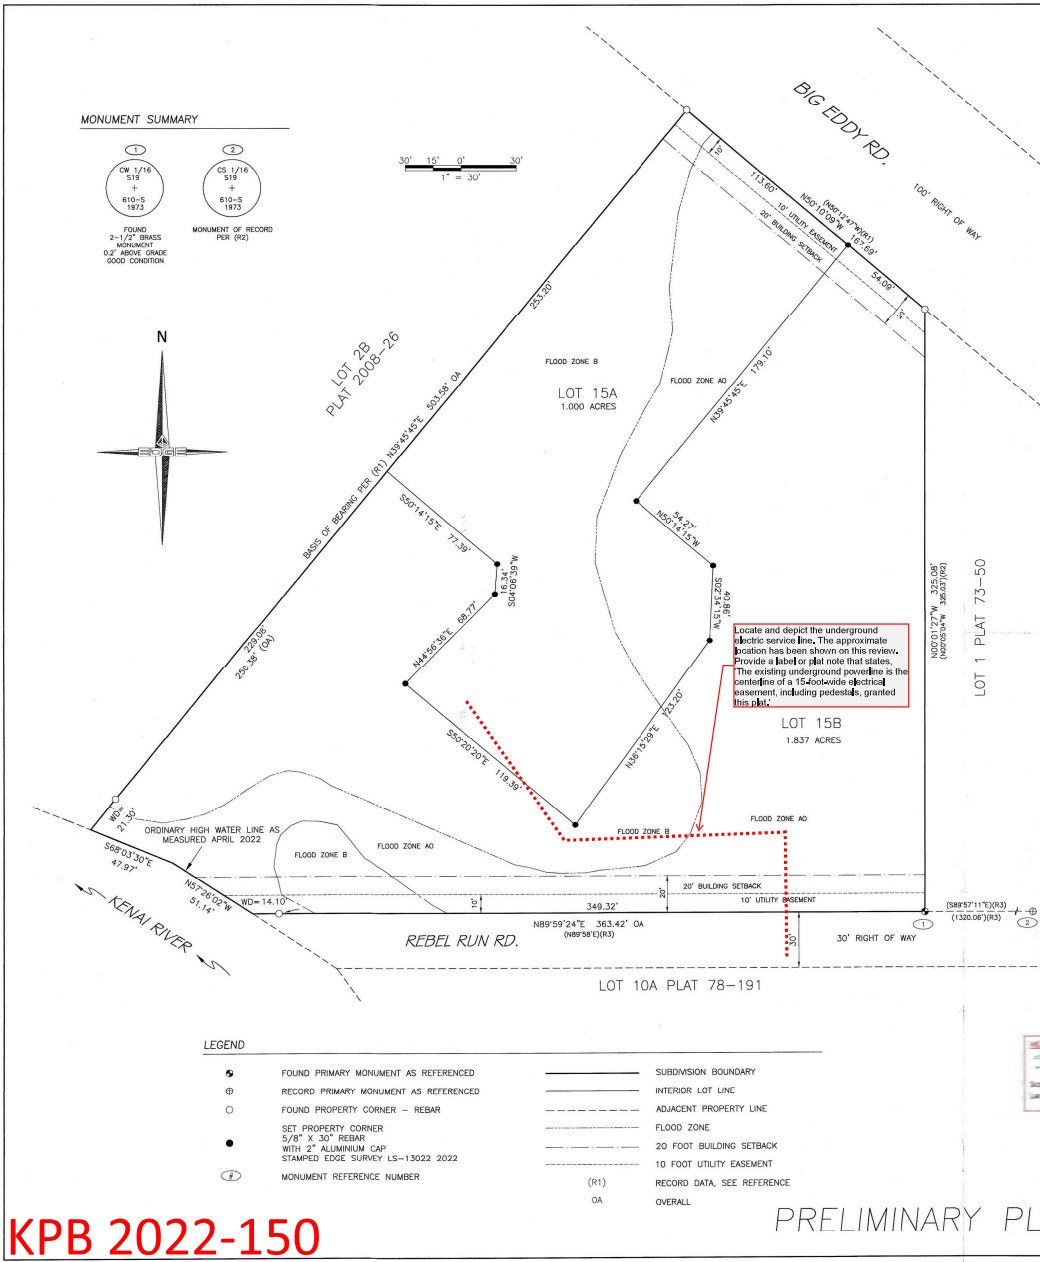 MONUMENT SUMMARY
1
CW 1/16
S19
+
610-S
1973
FOUND
2-1/2" BRASS
MONUMENT
0.2' ABOVE GRADE
GOOD CONDITION
2
CS 1/16
S19
+
610-S
1973
MONUMENT OF RECORD
PER (R2)
30' 15' 0' 30'
1" = 30'
N
EDGE
BIG EDDY RD.
100' RIGHT OF WAY
10'
113.60'
(N50°12'47"W)(R1)
N50°10'09"W 167.69'
10' UTILITY EASEMENT
20' BUILDING SETBACK
54.09'
253.20'
LOT 2B
PLAT 2008-26
BASIS OF BEARING PER (R1) N39°45'45"E 503.58' OA
FLOOD ZONE B
LOT 15A
1.000 ACRES
FLOOD ZONE AO
N39°45'45"E 179.10'
S50°14'15"E 77.39'
16.34'
S04°06'39"W
N44°56'36"E 68.77'
54.27'
N50°14'15"W
40.86'
S02°34'15"W
N00°01'27"W 325.08'
(N00°05'04"W 325.03')(R2)
LOT 1 PLAT 73-50
229.08'
(OA)
Locate and depict the underground
electric service line. The approximate
location has been shown on this review.
Provide a label or plat note that states,
'The existing underground powerline is the
centerline of a 15-foot-wide electrical
easement, including pedestals, granted
this plat.'
LOT 15B
1.837 ACRES
S50°20'20"E 119.39'
N36°15'29"E 123.20'
WD=
21.30'
ORDINARY HIGH WATER LINE AS
MEASURED APRIL 2022
FLOOD ZONE B
FLOOD ZONE AO
FLOOD ZONE B
FLOOD ZONE AO
S68°03'30"E
47.97'
N57°26'02"W
51.14'
WD=14.10'
10'
20'
20' BUILDING SETBACK
10' UTILITY EASEMENT
349.32'
N89°59'24"E 363.42' OA
(N89°58'E)(R3)
30'
30' RIGHT OF WAY
1
(S89°57'11"E)(R3)
(1320.06')(R3)
2
KENAI RIVER
REBEL RUN RD.
LOT 10A PLAT 78-191
LEGEND
FOUND PRIMARY MONUMENT AS REFERENCED
RECORD PRIMARY MONUMENT AS REFERENCED
FOUND PROPERTY CORNER - REBAR
SET PROPERTY CORNER
5/8" X 30" REBAR
WITH 2" ALUMINIUM CAP
STAMPED EDGE SURVEY LS-13022 2022
# MONUMENT REFERENCE NUMBER
SUBDIVISION BOUNDARY
INTERIOR LOT LINE
ADJACENT PROPERTY LINE
FLOOD ZONE
20 FOOT BUILDING SETBACK
10 FOOT UTILITY EASEMENT
(R1) RECORD DATA, SEE REFERENCE
OA OVERALL
PRELIMINARY PL
KPB 2022-150